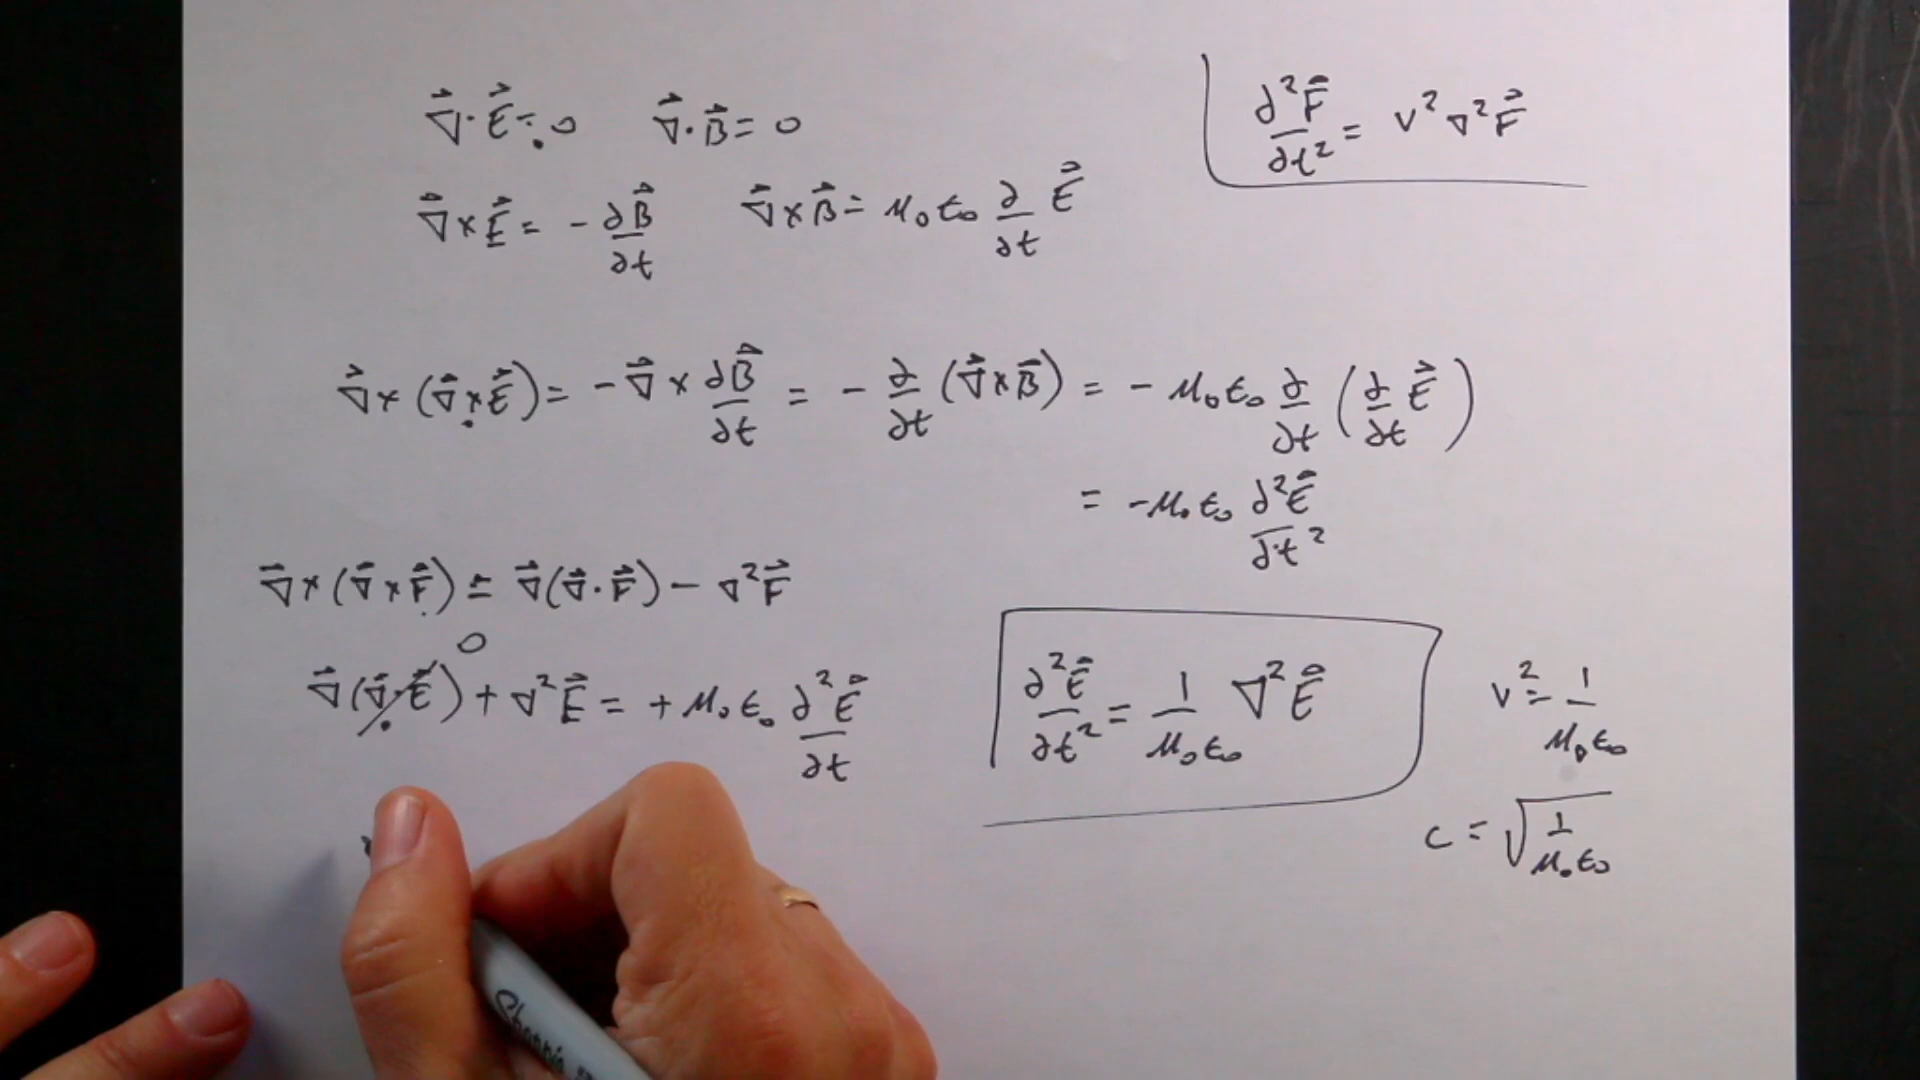 ∇⃗·E⃗=0   ∇⃗·B⃗=0
∂²F⃗/∂t² = v²∇²F⃗
∇⃗×E⃗ = -∂B⃗/∂t   ∇⃗×B⃗ = μ₀ε₀ ∂/∂t E⃗
∇⃗×(∇⃗×E⃗) = -∇⃗×∂B⃗/∂t = -∂/∂t(∇⃗×B⃗) = -μ₀ε₀ ∂/∂t(∂/∂t E⃗)
= -μ₀ε₀ ∂²E⃗/∂t²
∇⃗×(∇⃗×F⃗) = ∇⃗(∇⃗·F⃗) - ∇²F⃗
0
∇⃗(∇⃗·E⃗) + ∇²E⃗ = +μ₀ε₀ ∂²E⃗/∂t
∂²E⃗/∂t² = 1/μ₀ε₀ ∇²E⃗
v² = 1/μ₀ε₀
c = √(1/μ₀ε₀)
Sharpie